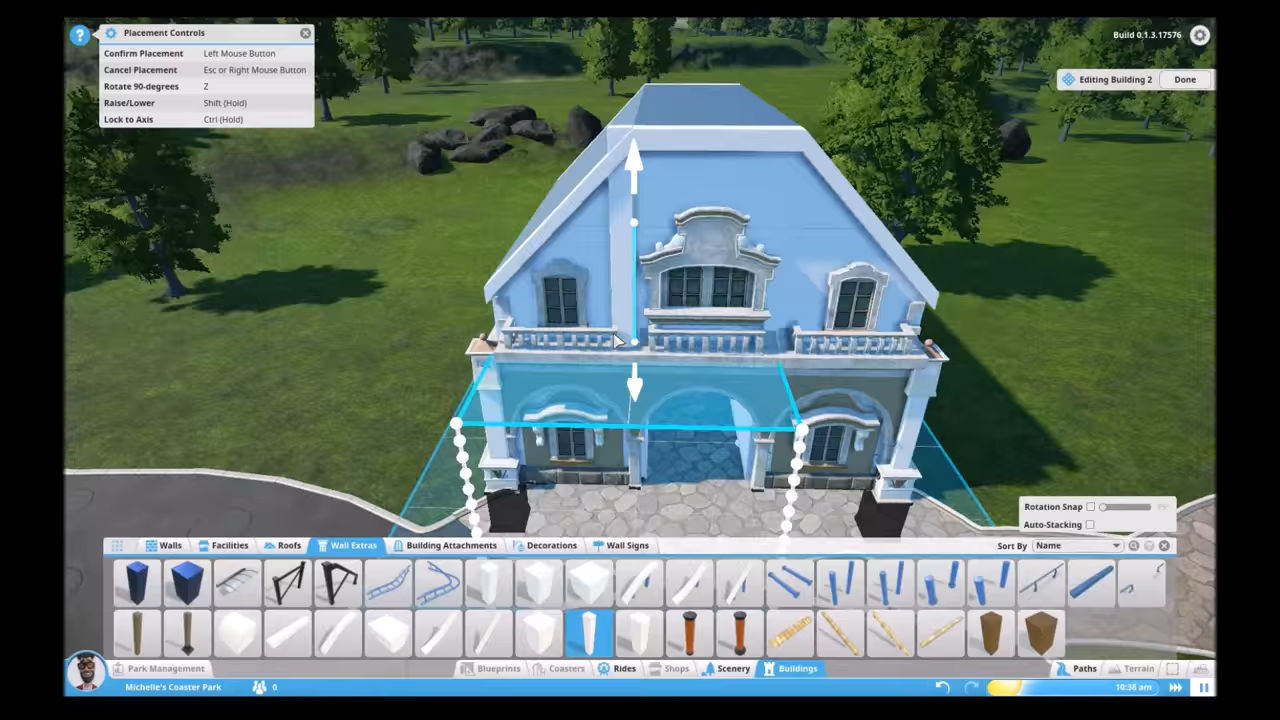 Placement Controls
Confirm Placement Left Mouse Button
Cancel Placement Esc or Right Mouse Button
Rotate 90-degrees Z
Raise/Lower Shift (Hold)
Lock to Axis Ctrl (Hold)
Build 0.1.3.17576
Editing Building 2 Done
Rotation Snap
Auto-Stacking
Walls Facilities Roofs Wall Extras Building Attachments Decorations Wall Signs Sort By Name
Park Management Blueprints Coasters Rides Shops Scenery Buildings Paths Terrain
Michelle's Coaster Park 0 10:38 am